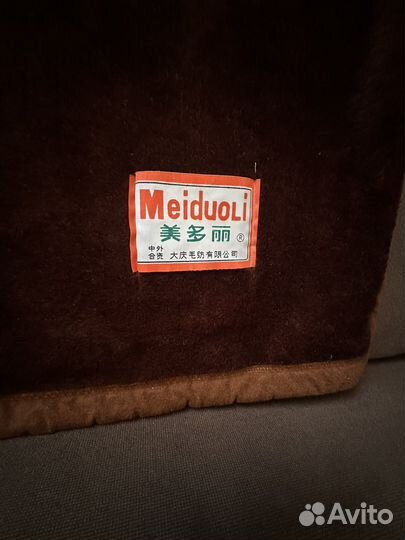 MeiduoLi
美多丽®
中外
合资 大庆毛纺有限公司
Avito